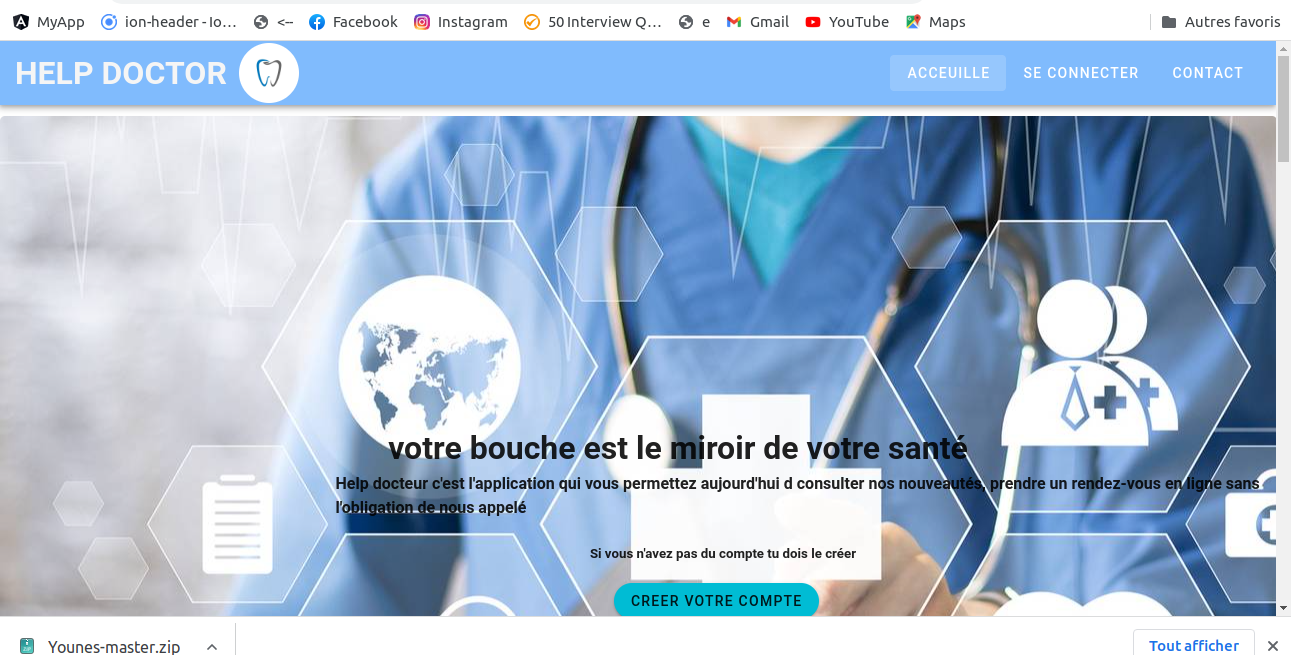 MyApp ion-header - Io... <-- Facebook Instagram 50 Interview Q... e Gmail YouTube Maps Autres favoris
HELP DOCTOR ACCEUILLE SE CONNECTER CONTACT
votre bouche est le miroir de votre santé
Help docteur c'est l'application qui vous permettez aujourd'hui d consulter nos nouveautés, prendre un rendez-vous en ligne sans
l'obligation de nous appelé
Si vous n'avez pas du compte tu dois le créer
CREER VOTRE COMPTE
Younes-master.zip Tout afficher